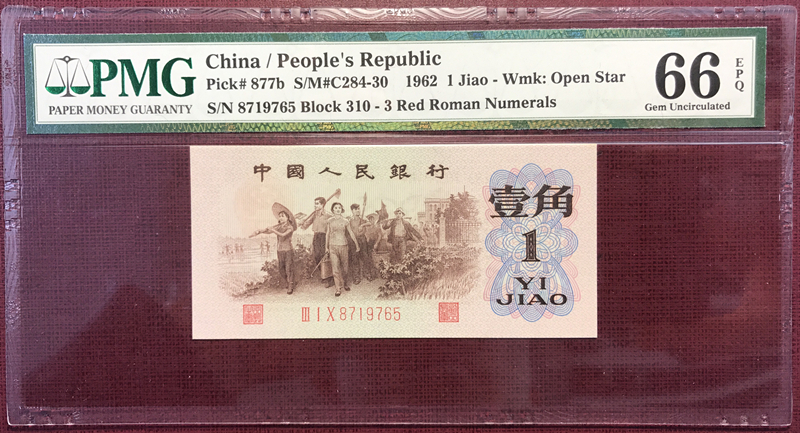 PMG
PAPER MONEY GUARANTY
China / People's Republic
Pick# 877b S/M#C284-30 1962 1 Jiao - Wmk: Open Star
S/N 8719765 Block 310 - 3 Red Roman Numerals
66
EPQ
Gem Uncirculated
中國人民銀行
壹角
1
YI
JIAO
III I X 8719765